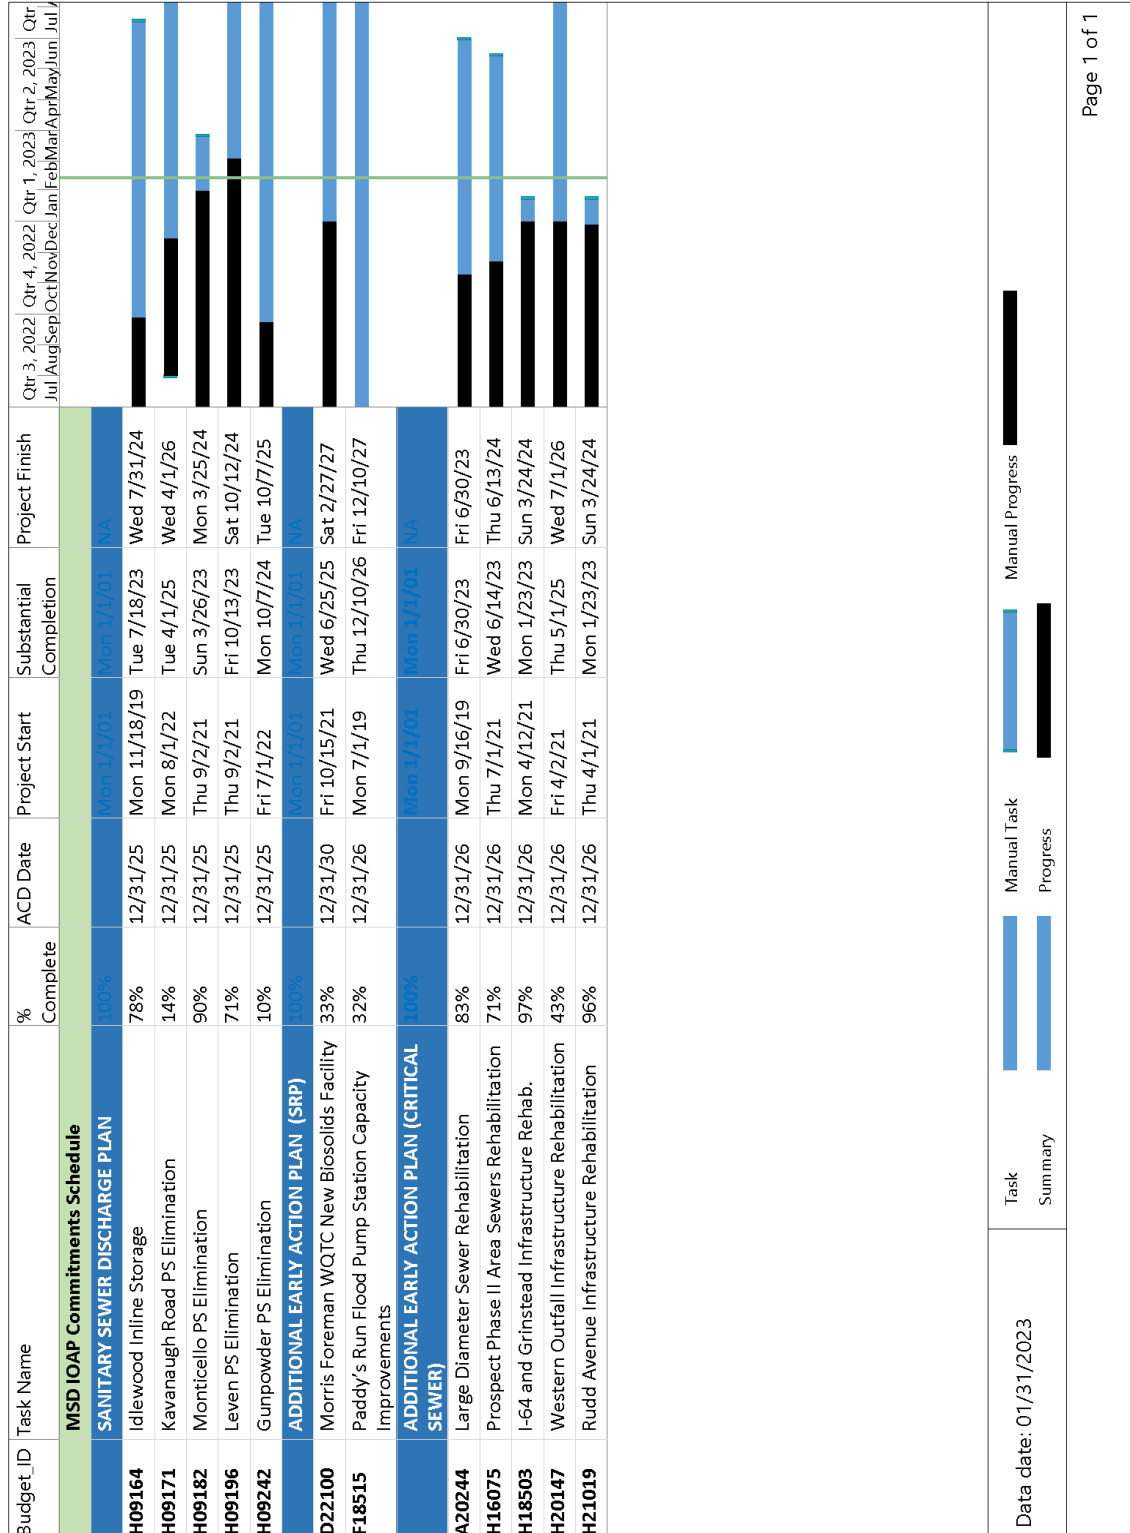 Budget_ID Task Name % Complete ACD Date Project Start Substantial Completion Project Finish
Qtr 3, 2022 Qtr 4, 2022 Qtr 1, 2023 Qtr 2, 2023 Qtr
Jul Aug Sep Oct Nov Dec Jan Feb Mar Apr May Jun Jul
MSD IOAP Commitments Schedule
SANITARY SEWER DISCHARGE PLAN 100% Mon 1/1/01 Mon 1/1/01 NA
H09164 Idlewood Inline Storage 78% 12/31/25 Mon 11/18/19 Tue 7/18/23 Wed 7/31/24
H09171 Kavanaugh Road PS Elimination 14% 12/31/25 Mon 8/1/22 Tue 4/1/25 Wed 4/1/26
H09182 Monticello PS Elimination 90% 12/31/25 Thu 9/2/21 Sun 3/26/23 Mon 3/25/24
H09196 Leven PS Elimination 71% 12/31/25 Thu 9/2/21 Fri 10/13/23 Sat 10/12/24
H09242 Gunpowder PS Elimination 10% 12/31/25 Fri 7/1/22 Mon 10/7/24 Tue 10/7/25
ADDITIONAL EARLY ACTION PLAN (SRP) 100% Mon 1/1/01 Mon 1/1/01 NA
D22100 Morris Foreman WQTC New Biosolids Facility 33% 12/31/30 Fri 10/15/21 Wed 6/25/25 Sat 2/27/27
F18515 Paddy's Run Flood Pump Station Capacity 32% 12/31/26 Mon 7/1/19 Thu 12/10/26 Fri 12/10/27
Improvements
ADDITIONAL EARLY ACTION PLAN (CRITICAL 100% Mon 1/1/01 Mon 1/1/01 NA
SEWER)
A20244 Large Diameter Sewer Rehabilitation 83% 12/31/26 Mon 9/16/19 Fri 6/30/23 Fri 6/30/23
H16075 Prospect Phase II Area Sewers Rehabilitation 71% 12/31/26 Thu 7/1/21 Wed 6/14/23 Thu 6/13/24
H18503 I-64 and Grinstead Infrastructure Rehab. 97% 12/31/26 Mon 4/12/21 Mon 1/23/23 Sun 3/24/24
H20147 Western Outfall Infrastructure Rehabilitation 43% 12/31/26 Fri 4/2/21 Thu 5/1/25 Wed 7/1/26
H21019 Rudd Avenue Infrastructure Rehabilitation 96% 12/31/26 Thu 4/1/21 Mon 1/23/23 Sun 3/24/24
Data date: 01/31/2023
Task Manual Task Manual Progress
Summary Progress
Page 1 of 1